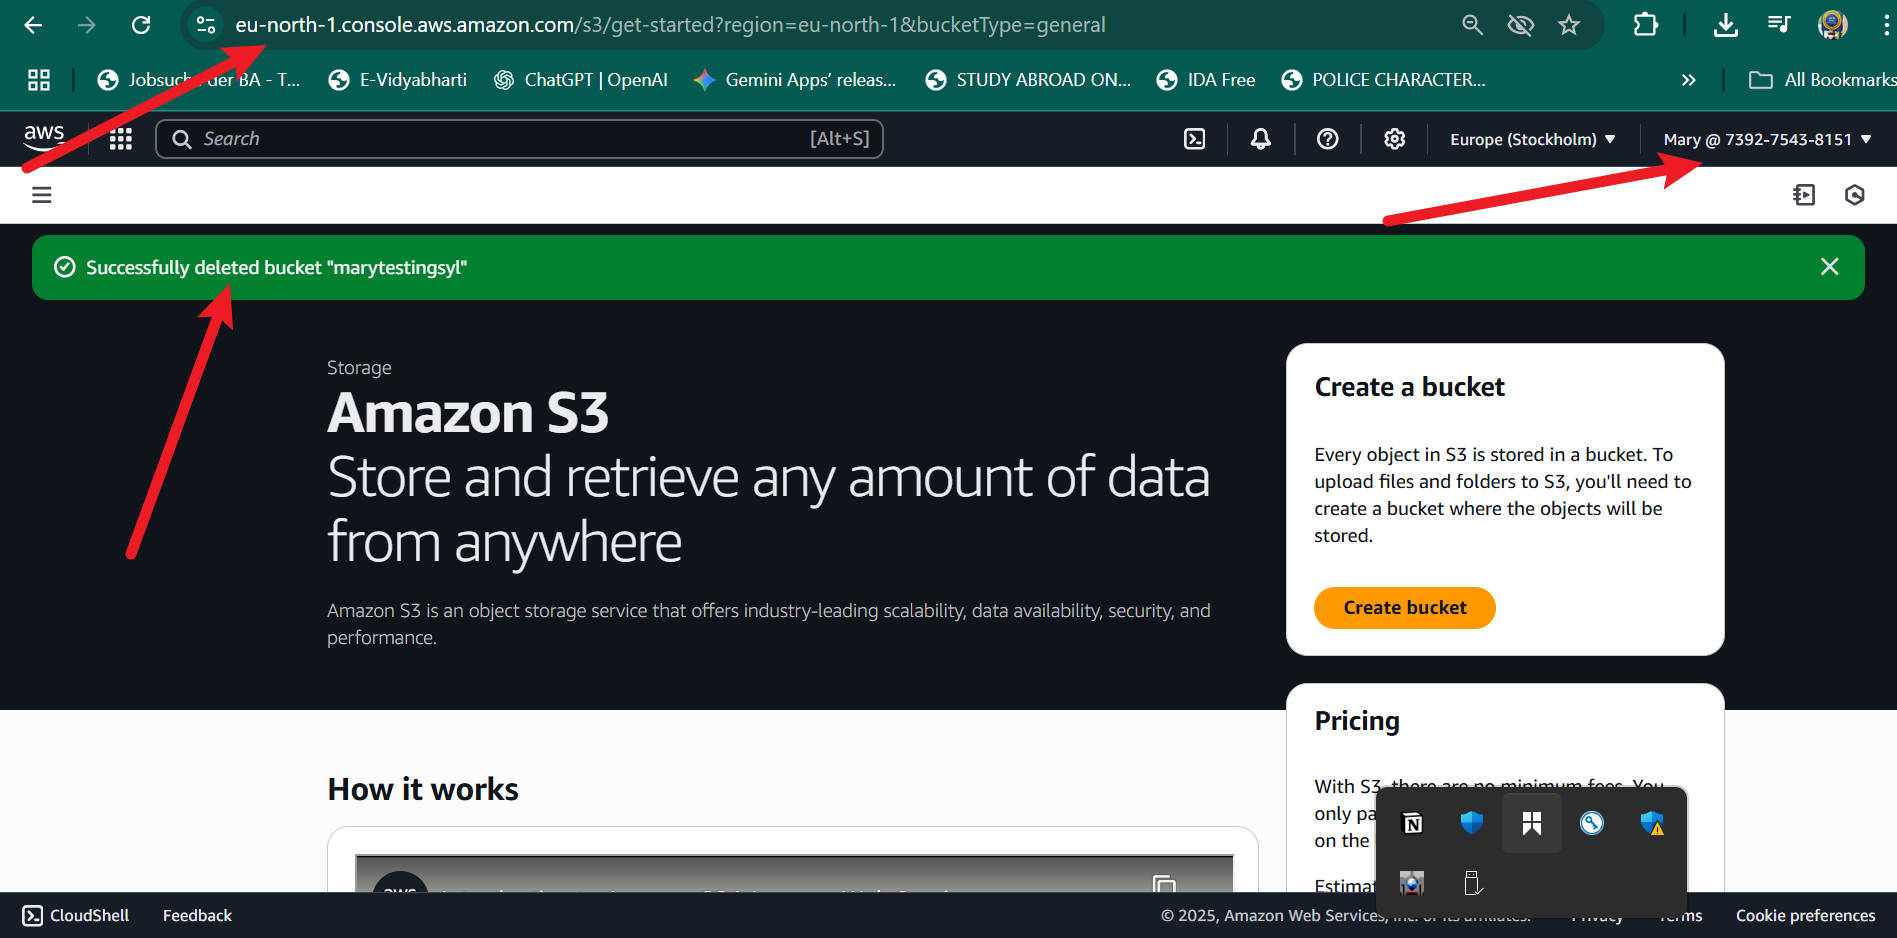 eu-north-1.console.aws.amazon.com/s3/get-started?region=eu-north-1&bucketType=general
Jobsuch der BA - T... E-Vidyabharti ChatGPT | OpenAI Gemini Apps’ releas... STUDY ABROAD ON... IDA Free POLICE CHARACTER... » All Bookmarks
aws Search [Alt+S] Europe (Stockholm) Mary @ 7392-7543-8151
Successfully deleted bucket "marytestingsyl"
Storage
Amazon S3
Store and retrieve any amount of data
from anywhere
Amazon S3 is an object storage service that offers industry-leading scalability, data availability, security, and
performance.
Create a bucket
Every object in S3 is stored in a bucket. To
upload files and folders to S3, you'll need to
create a bucket where the objects will be
stored.
Create bucket
Pricing
With S3, there are no minimum fees. You
only pa
on the
Estimat
How it works
aws
CloudShell Feedback © 2025, Amazon Web Services, Inc. or its affiliates. Privacy Terms Cookie preferences